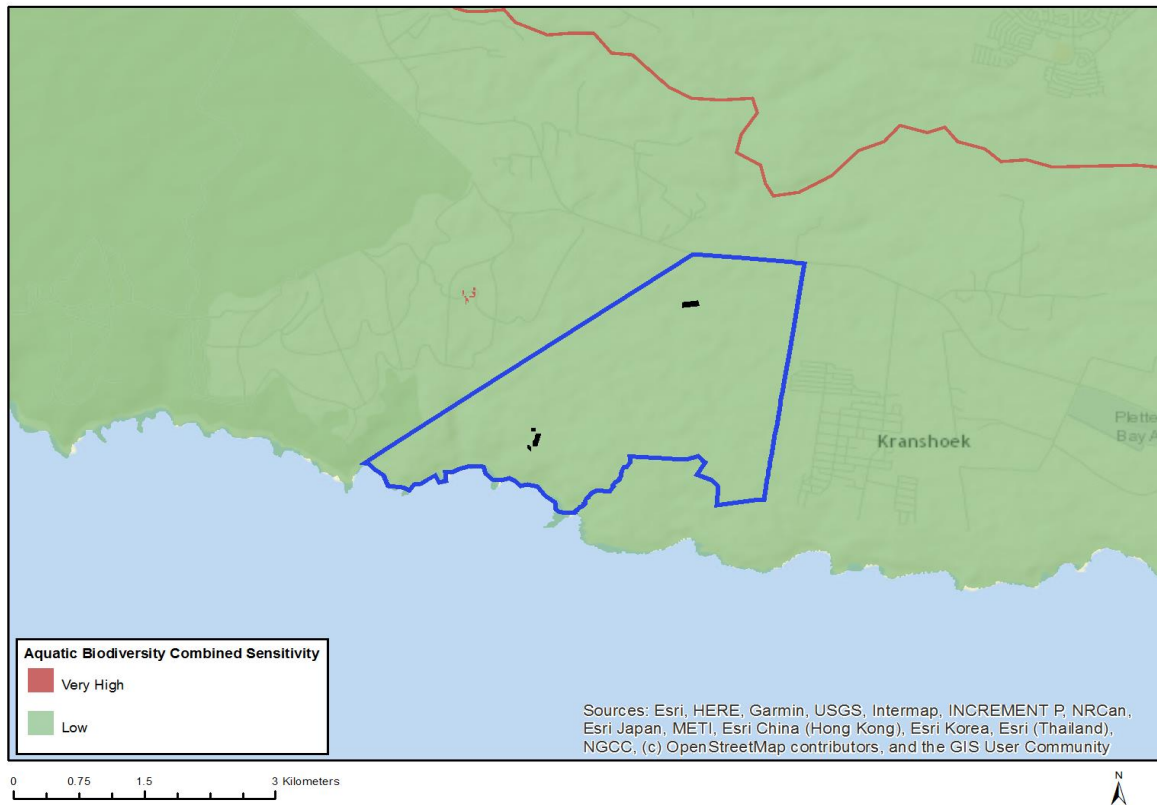 Kranshoek
Plette
Bay A
Aquatic Biodiversity Combined Sensitivity
Very High
Low
Sources: Esri, HERE, Garmin, USGS, Intermap, INCREMENT P, NRCan,
Esri Japan, METI, Esri China (Hong Kong), Esri Korea, Esri (Thailand),
NGCC, (c) OpenStreetMap contributors, and the GIS User Community
0 0.75 1.5 3 Kilometers
N